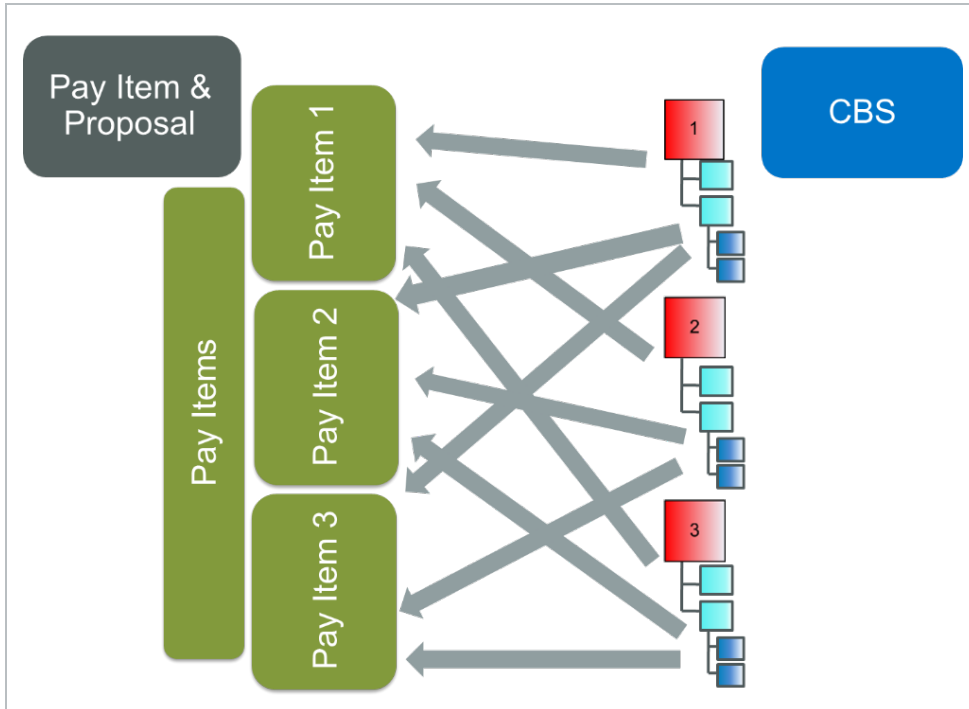 Pay Item &
Proposal
CBS
Pay Items
Pay Item 1
Pay Item 2
Pay Item 3
1
2
3